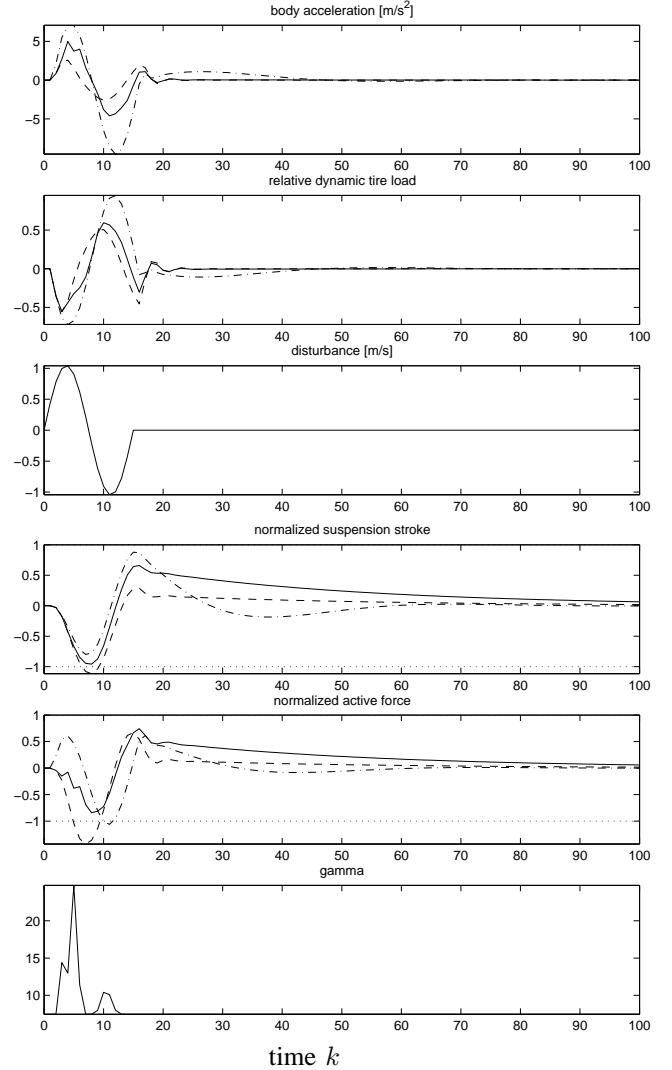 body acceleration [m/s²]
5
0
−5
0 10 20 30 40 50 60 70 80 90 100
relative dynamic tire load
0.5
0
−0.5
0 10 20 30 40 50 60 70 80 90 100
disturbance [m/s]
1
0.5
0
−0.5
−1
0 10 20 30 40 50 60 70 80 90 100
normalized suspension stroke
1
0.5
0
−0.5
−1
0 10 20 30 40 50 60 70 80 90 100
normalized active force
1
0.5
0
−0.5
−1
0 10 20 30 40 50 60 70 80 90 100
gamma
20
15
10
0 10 20 30 40 50 60 70 80 90 100
time k